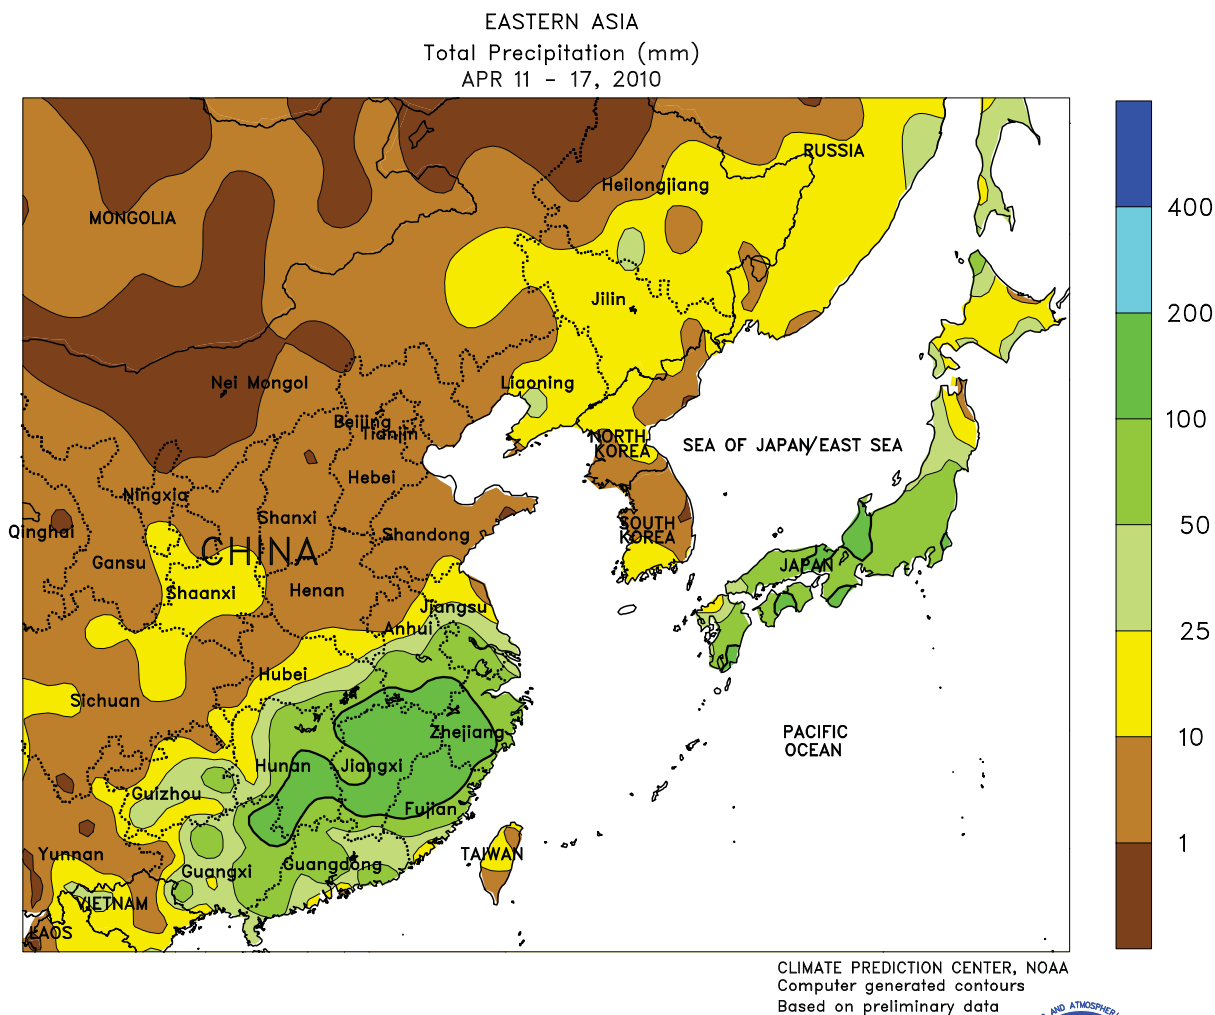 EASTERN ASIA
Total Precipitation (mm)
APR 11 - 17, 2010
RUSSIA
Heilongjiang
MONGOLIA
400
Jilin
200
Nei Mongol
Liaoning
100
Beijing
Tianjin
NORTH
KOREA
SEA OF JAPAN/EAST SEA
Hebei
Ningxia
Shanxi
50
Qinghai
Shandong
SOUTH
KOREA
CHINA
Gansu
JAPAN
Shaanxi
Henan
Jiangsu
Anhui
25
Hubei
Sichuan
Zhejiang
PACIFIC
OCEAN
10
Hunan
Jiangxi
Guizhou
Fujian
1
Yunnan
TAIWAN
Guangxi
Guangdong
VIETNAM
LAOS
CLIMATE PREDICTION CENTER, NOAA
Computer generated contours
Based on preliminary data
AND ATMOSPHERI